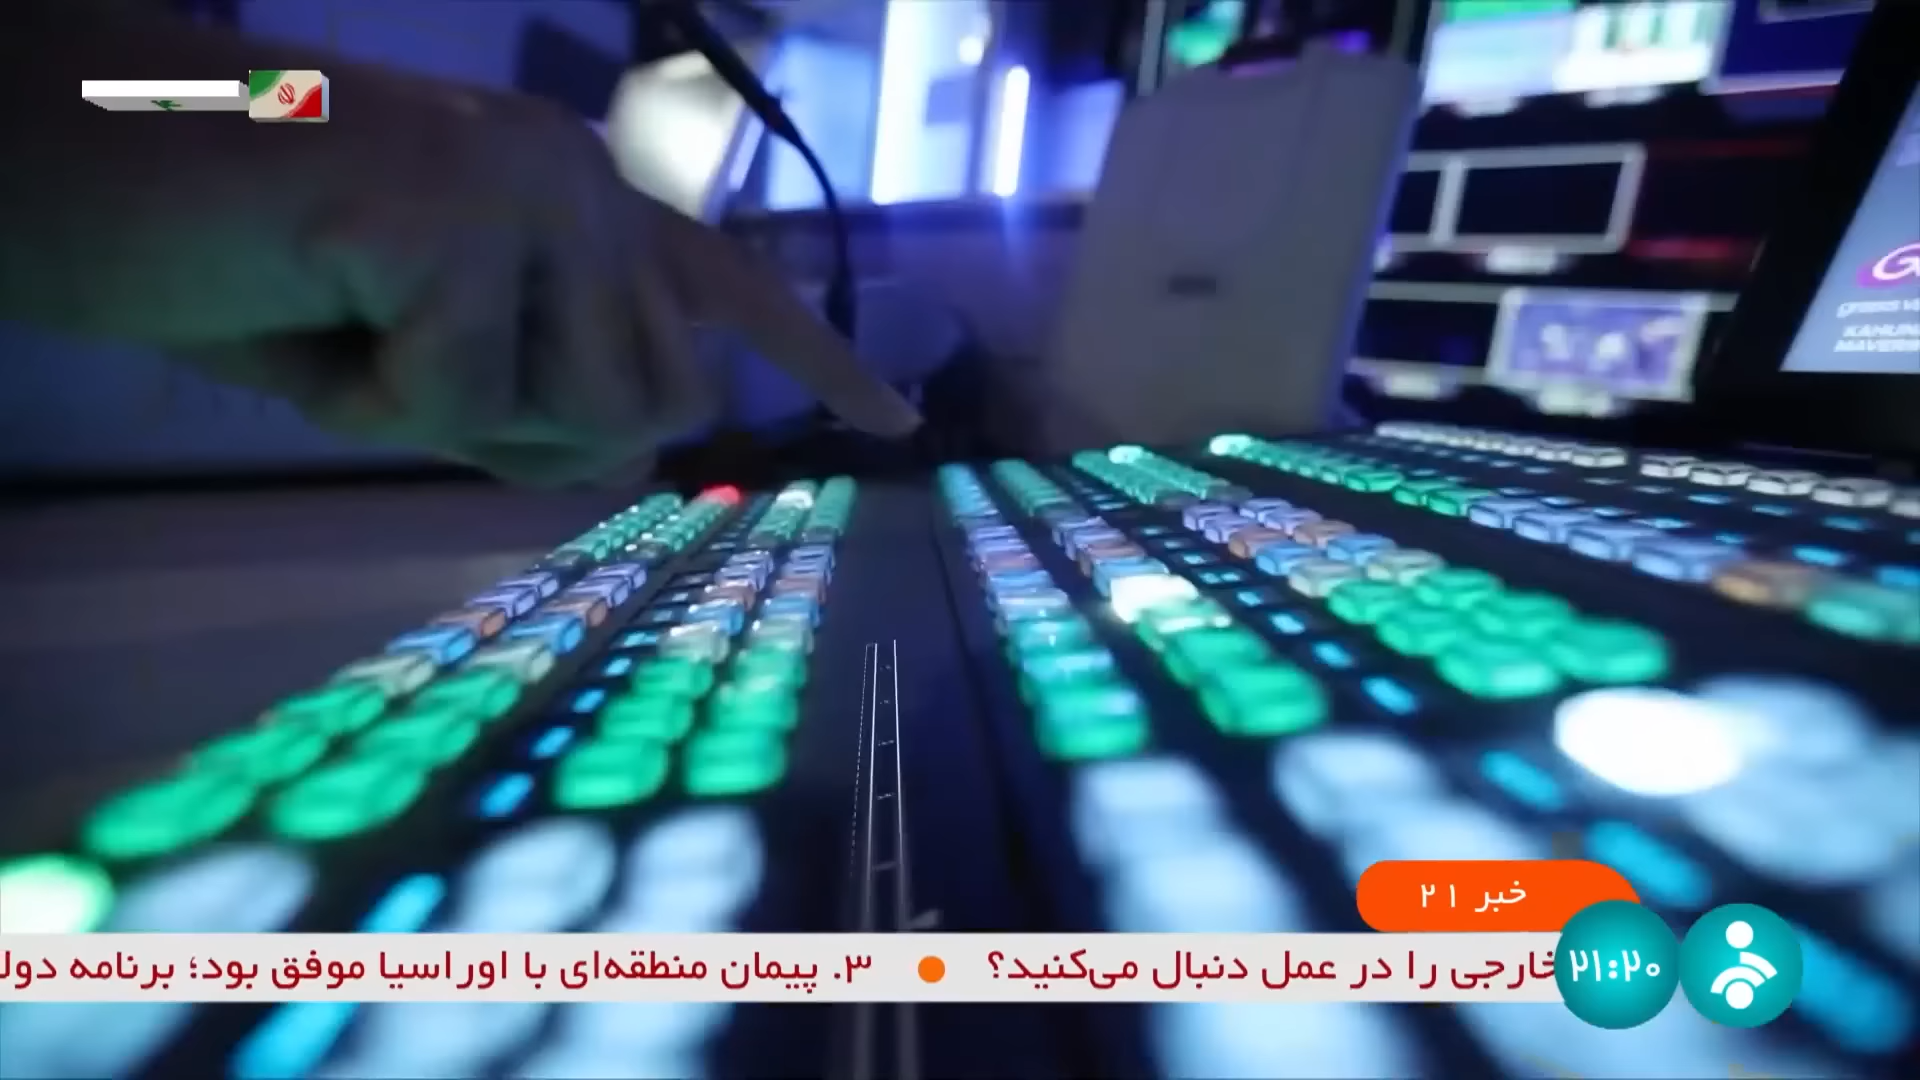 خبر ۲۱
خارجی را در عمل دنبال می‌کنید؟ ● ۳. پیمان منطقه‌ای با اوراسیا موفق بود؛ برنامه دول
۲۱:۲۰